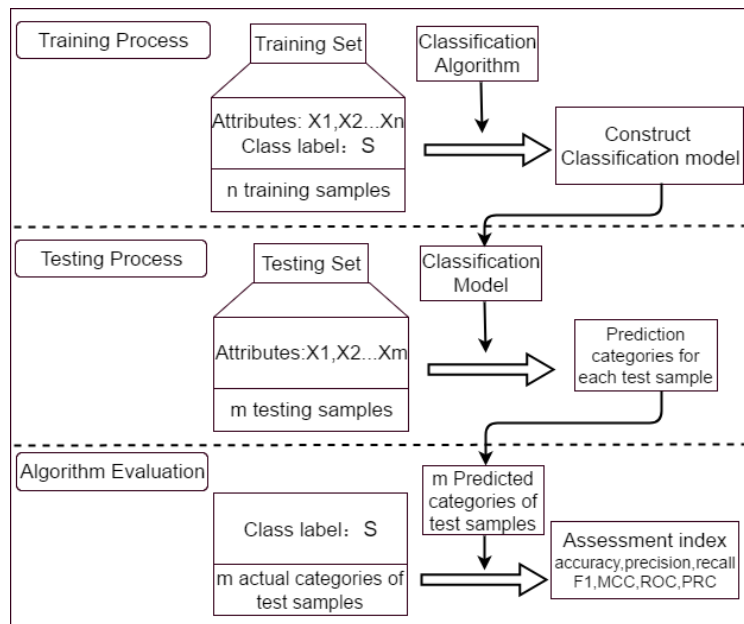 Training Process
Training Set
Classification
Algorithm
Attributes: X1,X2...Xn
Class label：S
n training samples
Construct
Classification model
Testing Process
Testing Set
Classification
Model
Attributes:X1,X2...Xm
m testing samples
Prediction
categories for
each test sample
Algorithm Evaluation
m Predicted
categories of
test samples
Class label：S
m actual categories of
test samples
Assessment index
accuracy,precision,recall
F1,MCC,ROC,PRC